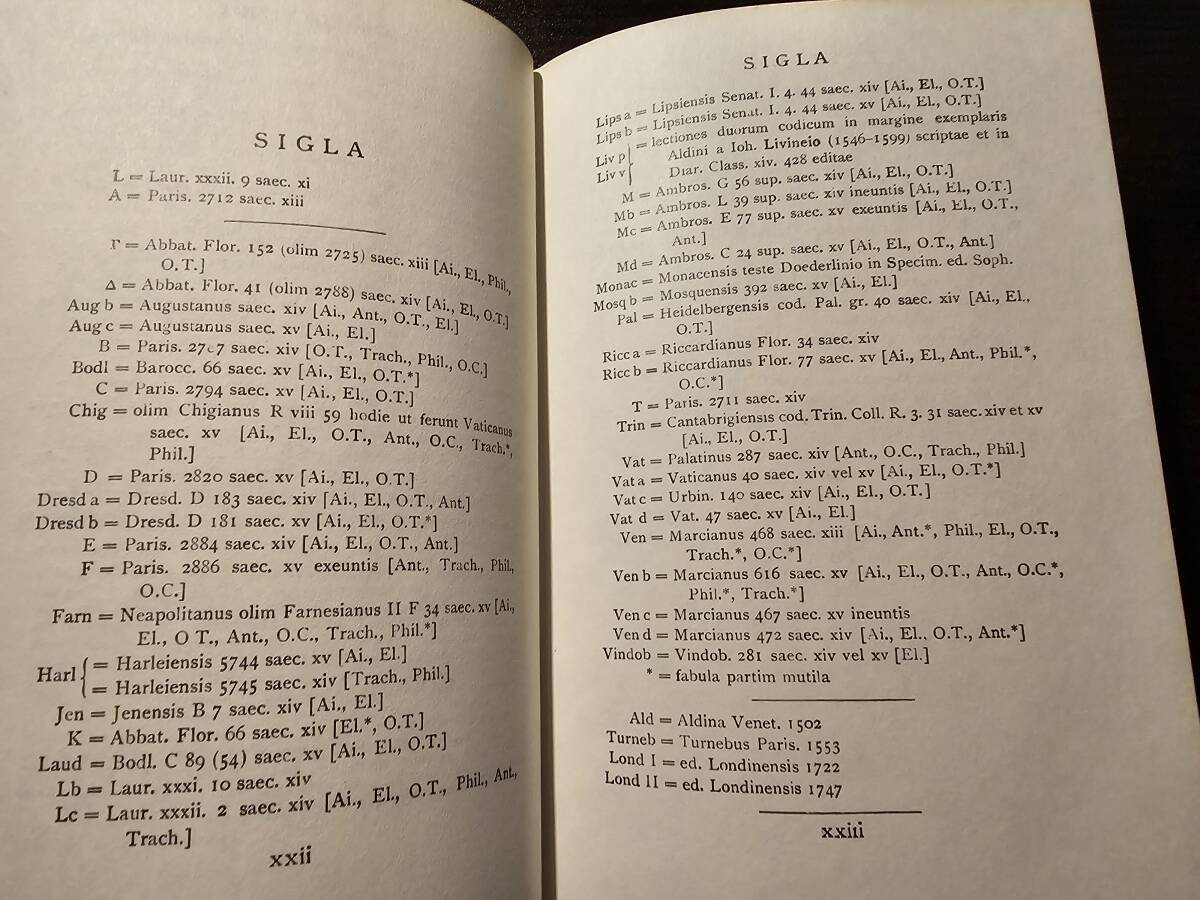 SIGLA
L = Laur. xxxii. 9 saec. xi
A = Paris. 2712 saec. xiii
Γ = Abbat. Flor. 152 (olim 2725) saec. xiii [Ai., El., Phil.,
O.T.]
Δ = Abbat. Flor. 41 (olim 2788) saec. xiv [Ai., El., O.T.]
Aug b = Augustanus saec. xiv [Ai., Ant., O.T., El.]
Aug c = Augustanus saec. xv [Ai., El.]
B = Paris. 2787 saec. xiv [O.T., Trach., Phil., O.C.]
Bodl = Barocc. 66 saec. xv [Ai., El., O.T.*]
C = Paris. 2794 saec. xv [Ai., El., O.T.]
Chig = olim Chigianus R viii 59 hodie ut ferunt Vaticanus
saec. xv [Ai., El., O.T., Ant., O.C., Trach.*,
Phil.]
D = Paris. 2820 saec. xv [Ai., El., O.T.]
Dresd a = Dresd. D 183 saec. xiv [Ai., El., O.T., Ant.]
Dresd b = Dresd. D 181 saec. xv [Ai., El., O.T.*]
E = Paris. 2884 saec. xiv [Ai., El., O.T., Ant.]
F = Paris. 2886 saec. xv exeuntis [Ant., Trach., Phil.,
O.C.]
Farn = Neapolitanus olim Farnesianus II F 34 saec. xv [Ai.,
El., O T., Ant., O.C., Trach., Phil.*]
Harl { = Harleiensis 5744 saec. xv [Ai., El.]
= Harleiensis 5745 saec. xiv [Trach., Phil.]
Jen = Jenensis B 7 saec. xiv [Ai., El.]
K = Abbat. Flor. 66 saec. xiv [El.*, O.T.]
Laud = Bodl. C 89 (54) saec. xv [Ai., El., O.T.]
Lb = Laur. xxxi. 10 saec. xiv
Lc = Laur. xxxii. 2 saec. xiv [Ai., El., O.T., Phil., Ant.,
Trach.]
xxii
SIGLA
Lips a = Lipsiensis Senat. I. 4. 44 saec. xiv [Ai., El., O.T.]
Lips b = Lipsiensis Senat. I. 4. 44 saec. xv [Ai., El., O.T.]
Liv p } = lectiones duorum codicum in margine exemplaris
Liv v } Aldini a Ioh. Livineio (1546–1599) scriptae et in
Diar. Class. xiv. 428 editae
M = Ambros. G 56 sup. saec. xiv [Ai., El., O.T.]
Mb = Ambros. L 39 sup. saec. xiv ineuntis [Ai., El., O.T.]
Mc = Ambros. E 77 sup. saec. xv exeuntis [Ai., El., O.T.,
Ant.]
Md = Ambros. C 24 sup. saec. xv [Ai., El., O.T., Ant.]
Monac = Monacensis teste Doederlinio in Specim. ed. Soph.
Mosq b = Mosquensis 392 saec. xv [Ai., El.]
Pal = Heidelbergensis cod. Pal. gr. 40 saec. xiv [Ai., El.,
O.T.]
Ricc a = Riccardianus Flor. 34 saec. xiv
Ricc b = Riccardianus Flor. 77 saec. xv [Ai., El., Ant., Phil.*,
O.C.*]
T = Paris. 2711 saec. xiv
Trin = Cantabrigiensis cod. Trin. Coll. R. 3. 31 saec. xiv et xv
[Ai., El., O.T.]
Vat = Palatinus 287 saec. xiv [Ant., O.C., Trach., Phil.]
Vat a = Vaticanus 40 saec. xiv vel xv [Ai., El., O.T.*]
Vat c = Urbin. 140 saec. xiv [Ai., El., O.T.]
Vat d = Vat. 47 saec. xv [Ai., El.]
Ven = Marcianus 468 saec. xiii [Ai., Ant.*, Phil., El., O.T.,
Trach.*, O.C.*]
Ven b = Marcianus 616 saec. xv [Ai., El., O.T., Ant., O.C.*,
Phil.*, Trach.*]
Ven c = Marcianus 467 saec. xv ineuntis
Ven d = Marcianus 472 saec. xiv [Ai., El., O.T., Ant.*]
Vindob = Vindob. 281 saec. xiv vel xv [El.]
* = fabula partim mutila
Ald = Aldina Venet. 1502
Turneb = Turnebus Paris. 1553
Lond I = ed. Londinensis 1722
Lond II = ed. Londinensis 1747
xxiii